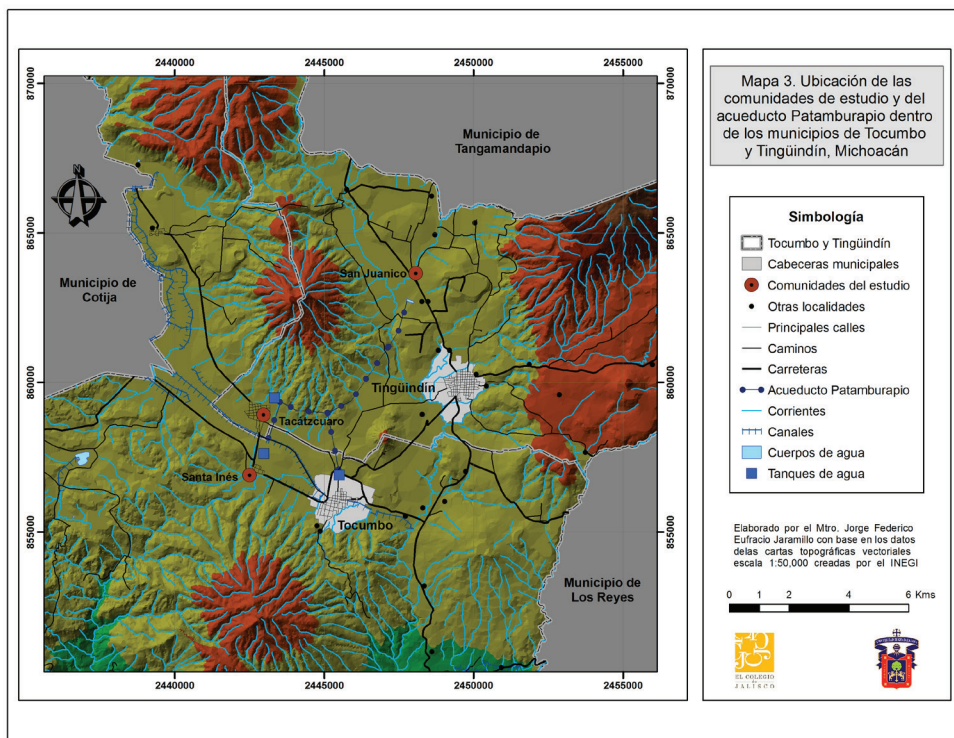 2440000
2445000
2450000
2455000
870000
865000
860000
855000
870000
865000
860000
855000
N
Municipio de
Tangamandapio
Municipio de
Cotija
San Juanico
Tingüindín
Tacátzcuaro
Santa Inés
Tocumbo
Municipio de
Los Reyes
2440000
2445000
2450000
2455000
Mapa 3. Ubicación de las
comunidades de estudio y del
acueducto Patamburapio dentro
de los municipios de Tocumbo
y Tingüindín, Michoacán
Simbología
Tocumbo y Tingüindín
Cabeceras municipales
Comunidades del estudio
Otras localidades
Principales calles
Caminos
Carreteras
Acueducto Patamburapio
Corrientes
Canales
Cuerpos de agua
Tanques de agua
Elaborado por el Mtro. Jorge Federico
Eufracio Jaramillo con base en los datos
delas cartas topográficas vectoriales
escala 1:50,000 creadas por el INEGI
0 1 2 4 6 Kms
EL COLEGIO
de
JALISCO